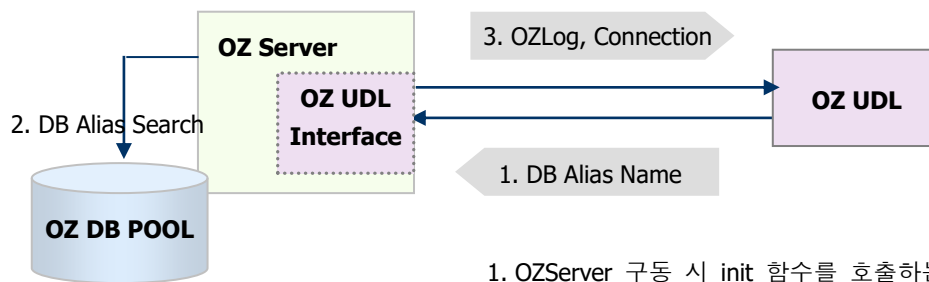 OZ Server
3. OZLog, Connection
OZ UDL
Interface
OZ UDL
2. DB Alias Search
1. DB Alias Name
OZ DB POOL
1. OZServer 구동 시 init 함수를 호출하는